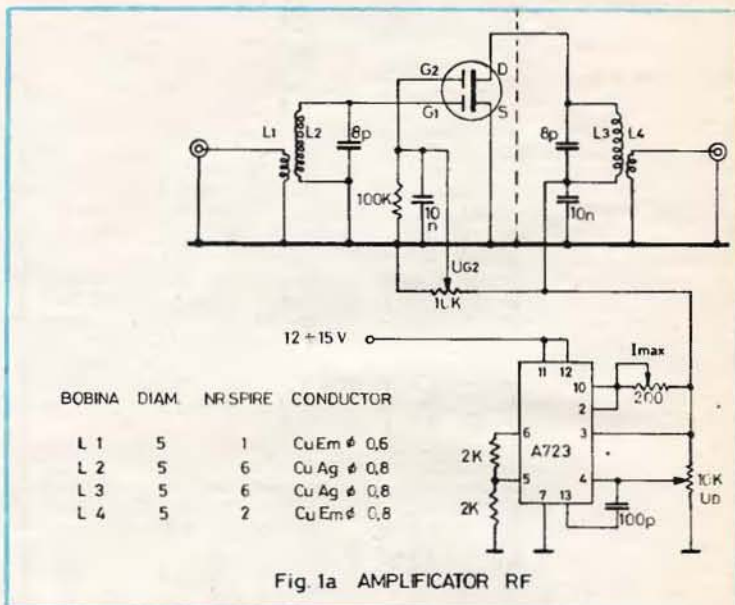 G2
D
G1
S
L1
L2
8p
8p
L3
L4
100K
10
n
10n
UG2
10K
12 ÷ 15 V
Imax
11 12
10
200
2
6
A723
3
2K
5
4
10K
UD
7 13
2K
100p
BOBINA DIAM. NR SPIRE CONDUCTOR
L 1 5 1 CuEm ø 0,6
L 2 5 6 CuAg ø 0,8
L 3 5 6 CuAg ø 0,8
L 4 5 2 CuEm ø 0,8
Fig. 1a AMPLIFICATOR RF